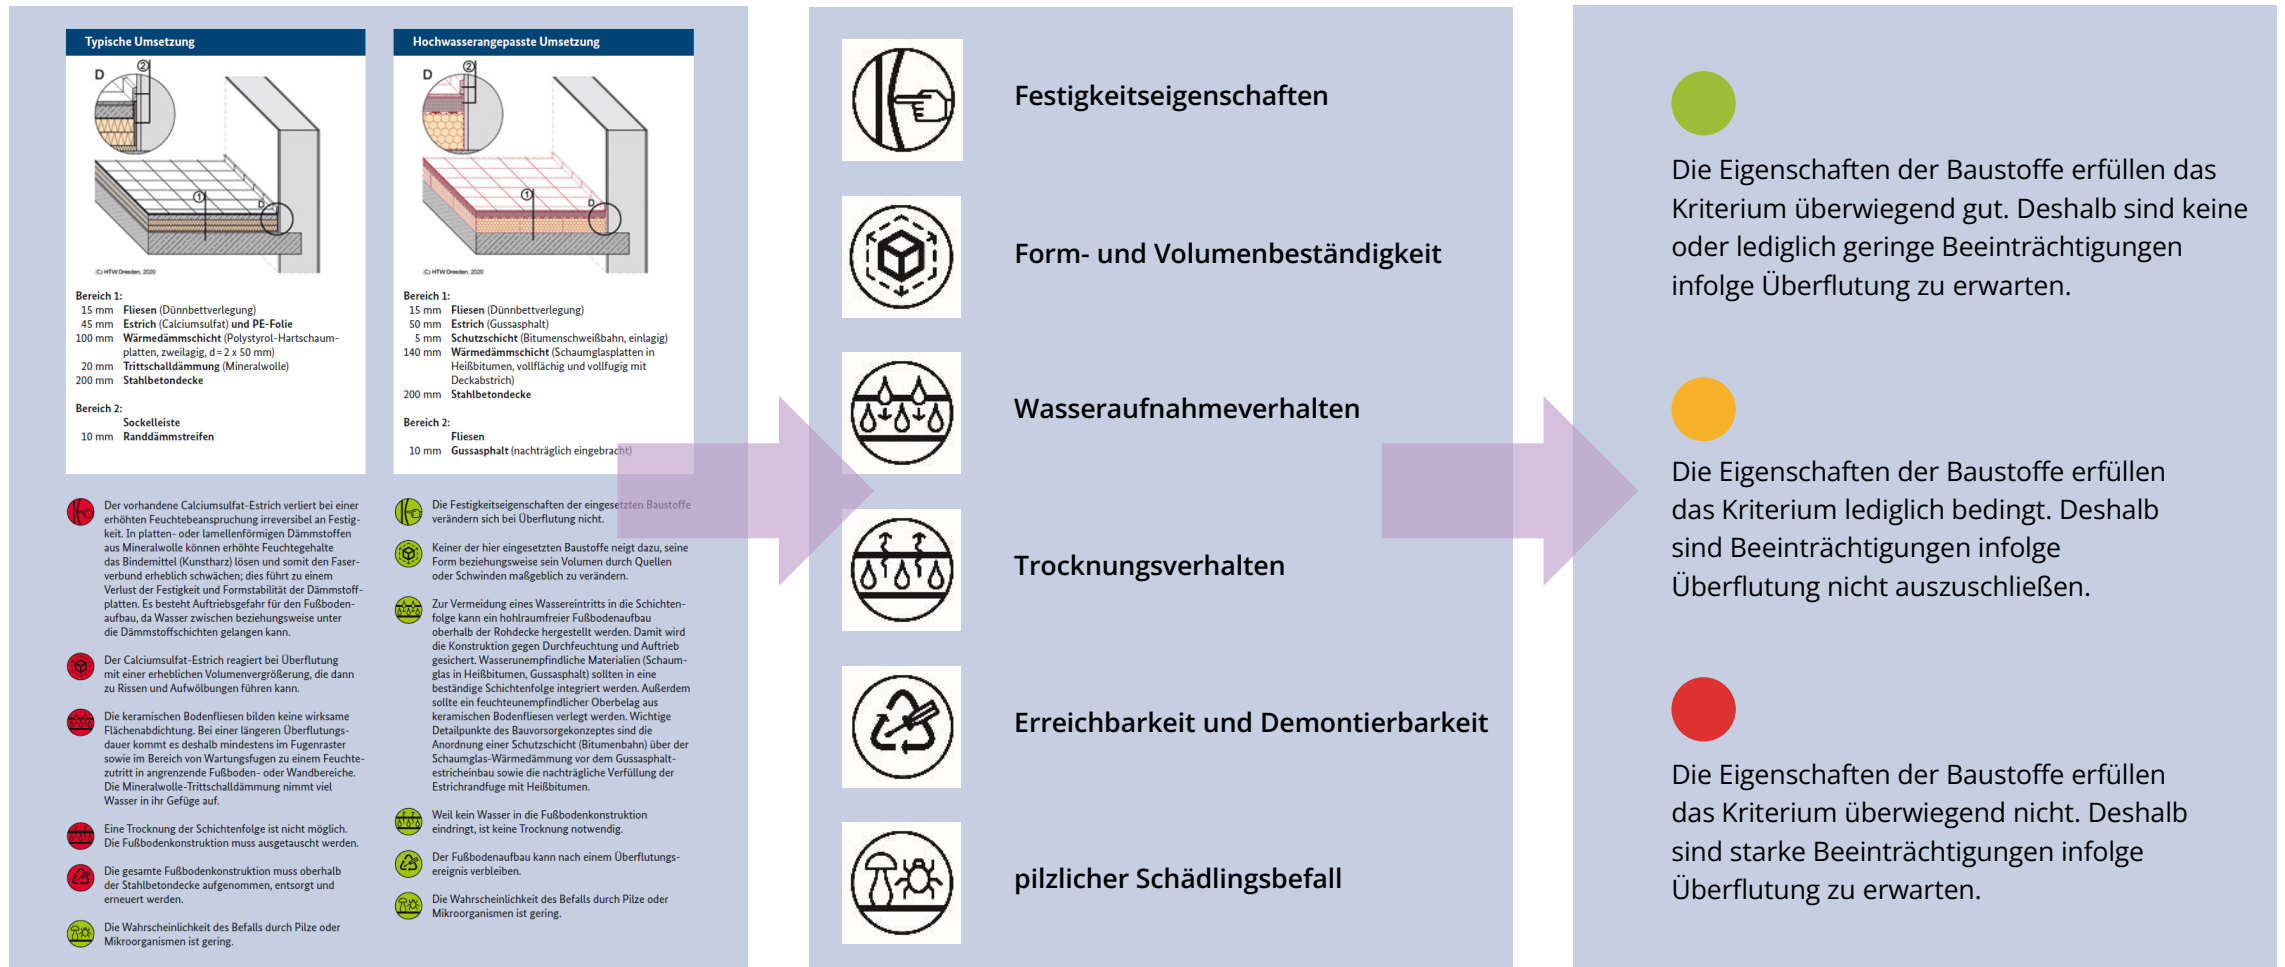 Typische Umsetzung
D
2
1
D
(C) HTW Dresden, 2020
Bereich 1:
15 mm Fliesen (Dünnbettverlegung)
45 mm Estrich (Calciumsulfat) und PE-Folie
100 mm Wärmedämmschicht (Polystyrol-Hartschaum-
platten, zweilagig, d = 2 x 50 mm)
20 mm Trittschalldämmung (Mineralwolle)
200 mm Stahlbetondecke
Bereich 2:
Sockelleiste
10 mm Randdämmstreifen
Der vorhandene Calciumsulfat-Estrich verliert bei einer
erhöhten Feuchtebeanspruchung irreversibel an Festig-
keit. In platten- oder lamellenförmigen Dämmstoffen
aus Mineralwolle können erhöhte Feuchtegehalte
das Bindemittel (Kunstharz) lösen und somit den Faser-
verbund erheblich schwächen; dies führt zu einem
Verlust der Festigkeit und Formstabilität der Dämmstoff-
platten. Es besteht Auftriebsgefahr für den Fußboden-
aufbau, da Wasser zwischen beziehungsweise unter
die Dämmstoffschichten gelangen kann.
Der Calciumsulfat-Estrich reagiert bei Überflutung
mit einer erheblichen Volumenvergrößerung, die dann
zu Rissen und Aufwölbungen führen kann.
Die keramischen Bodenfliesen bilden keine wirksame
Flächenabdichtung. Bei einer längeren Überflutungs-
dauer kommt es deshalb mindestens im Fugenraster
sowie im Bereich von Wartungsfugen zu einem Feuchte-
zutritt in angrenzende Fußboden- oder Wandbereiche.
Die Mineralwolle-Trittschalldämmung nimmt viel
Wasser in ihr Gefüge auf.
Eine Trocknung der Schichtenfolge ist nicht möglich.
Die Fußbodenkonstruktion muss ausgetauscht werden.
Die gesamte Fußbodenkonstruktion muss oberhalb
der Stahlbetondecke aufgenommen, entsorgt und
erneuert werden.
Die Wahrscheinlichkeit des Befalls durch Pilze oder
Mikroorganismen ist gering.
Hochwasserangepasste Umsetzung
D
2
1
D
(C) HTW Dresden, 2020
Bereich 1:
15 mm Fliesen (Dünnbettverlegung)
50 mm Estrich (Gussasphalt)
5 mm Schutzschicht (Bitumenschweißbahn, einlagig)
140 mm Wärmedämmschicht (Schaumglasplatten in
Heißbitumen, vollflächig und vollfugig mit
Deckabstrich)
200 mm Stahlbetondecke
Bereich 2:
Fliesen
10 mm Gussasphalt (nachträglich eingebracht)
Die Festigkeitseigenschaften der eingesetzten Baustoffe
verändern sich bei Überflutung nicht.
Keiner der hier eingesetzten Baustoffe neigt dazu, seine
Form beziehungsweise sein Volumen durch Quellen
oder Schwinden maßgeblich zu verändern.
Zur Vermeidung eines Wassereintritts in die Schichten-
folge kann ein hohlraumfreier Fußbodenaufbau
oberhalb der Rohdecke hergestellt werden. Damit wird
die Konstruktion gegen Durchfeuchtung und Auftrieb
gesichert. Wasserunempfindliche Materialien (Schaum-
glas in Heißbitumen, Gussasphalt) sollten in eine
beständige Schichtenfolge integriert werden. Außerdem
sollte ein feuchteunempfindlicher Oberbelag aus
keramischen Bodenfliesen verlegt werden. Wichtige
Detailpunkte des Bauvorsorgekonzeptes sind die
Anordnung einer Schutzschicht (Bitumenbahn) über der
Schaumglas-Wärmedämmung vor dem Gussasphalt-
estricheinbau sowie die nachträgliche Verfüllung der
Estrichrandfuge mit Heißbitumen.
Weil kein Wasser in die Fußbodenkonstruktion
eindringt, ist keine Trocknung notwendig.
Der Fußbodenaufbau kann nach einem Überflutungs-
ereignis verbleiben.
Die Wahrscheinlichkeit des Befalls durch Pilze oder
Mikroorganismen ist gering.
Festigkeitseigenschaften
Form- und Volumenbeständigkeit
Wasseraufnahmeverhalten
Trocknungsverhalten
Erreichbarkeit und Demontierbarkeit
pilzlicher Schädlingsbefall
Die Eigenschaften der Baustoffe erfüllen das
Kriterium überwiegend gut. Deshalb sind keine
oder lediglich geringe Beeinträchtigungen
infolge Überflutung zu erwarten.
Die Eigenschaften der Baustoffe erfüllen
das Kriterium lediglich bedingt. Deshalb
sind Beeinträchtigungen infolge
Überflutung nicht auszuschließen.
Die Eigenschaften der Baustoffe erfüllen
das Kriterium überwiegend nicht. Deshalb
sind starke Beeinträchtigungen infolge
Überflutung zu erwarten.